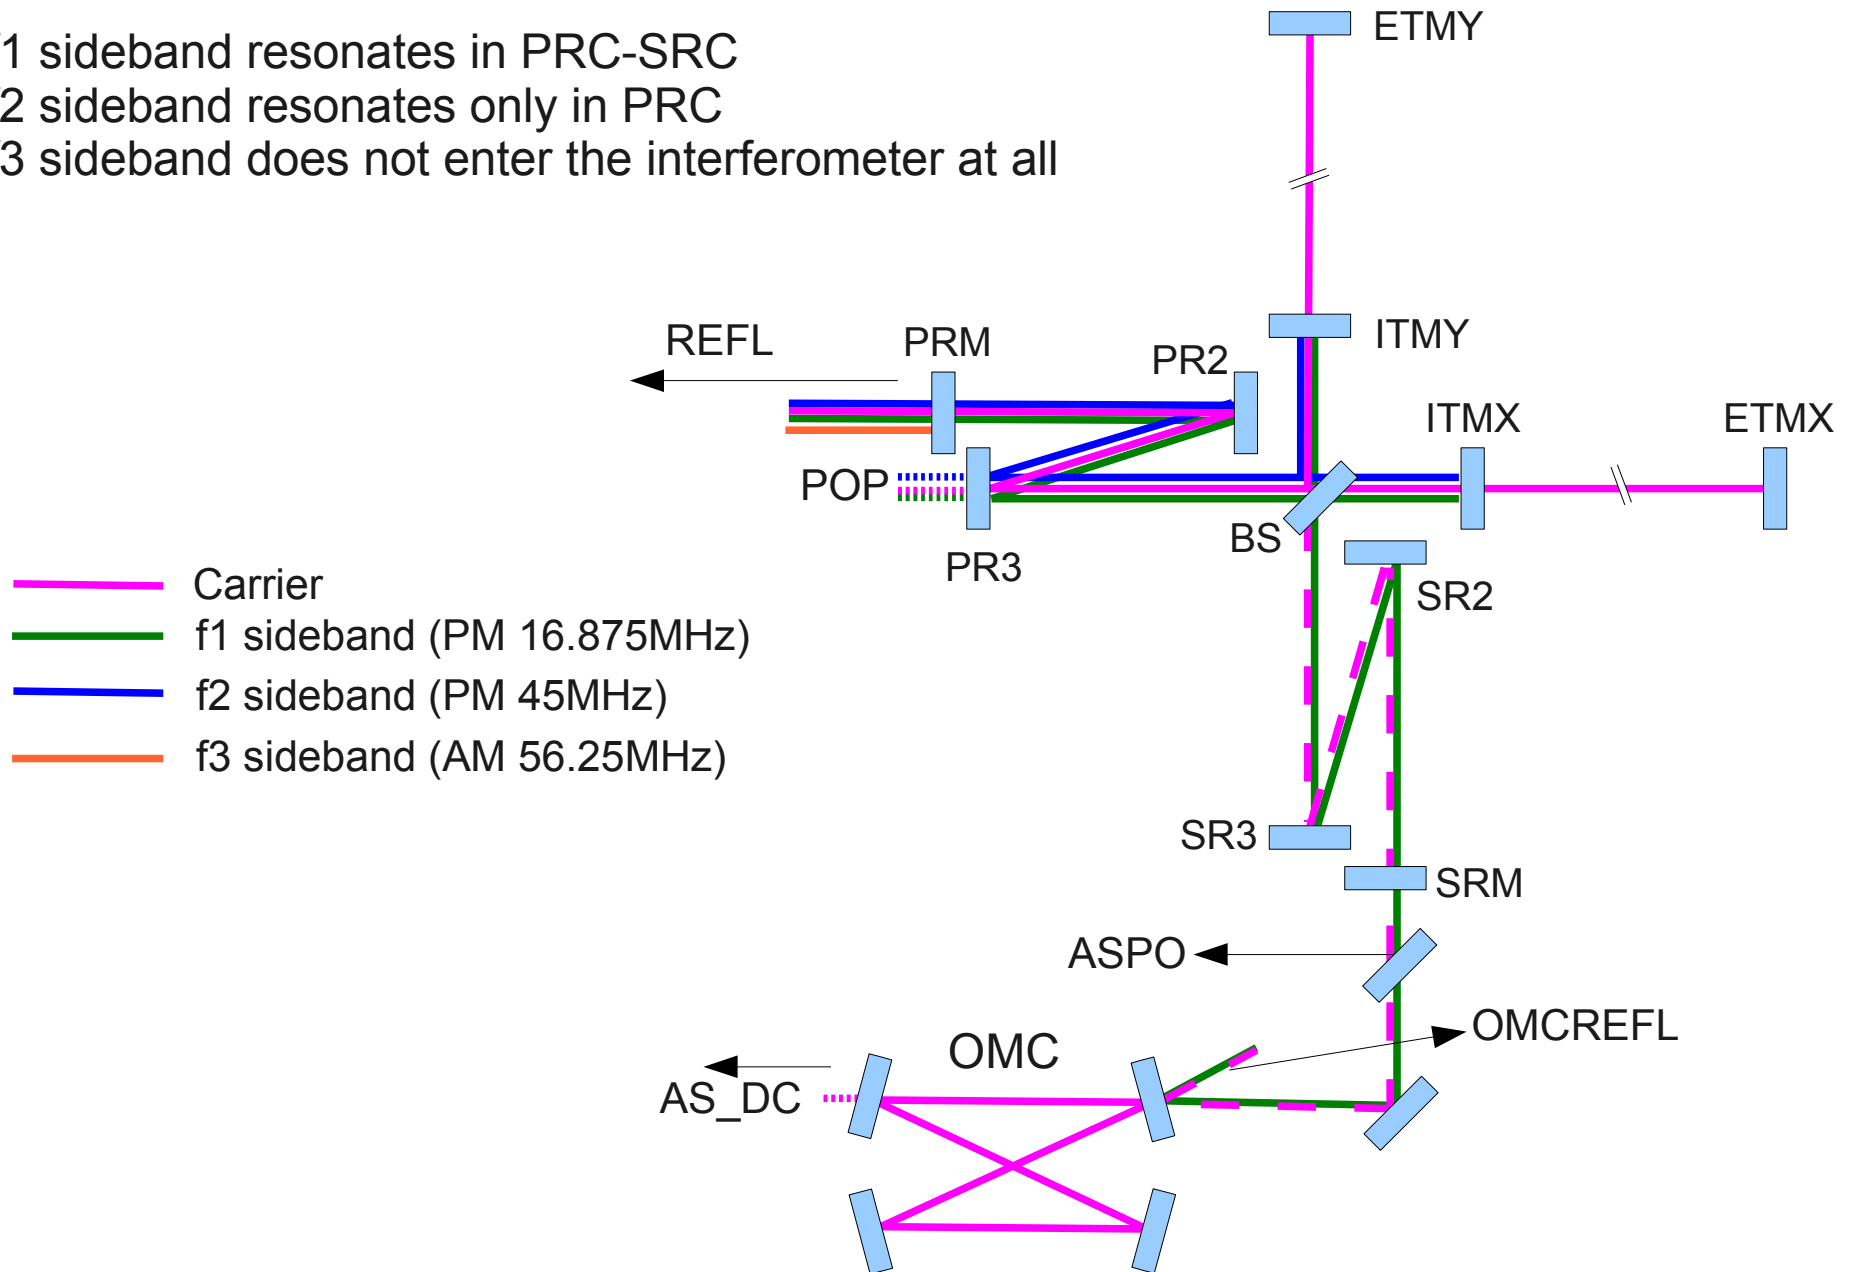 1 sideband resonates in PRC-SRC
2 sideband resonates only in PRC
3 sideband does not enter the interferometer at all
ETMY
ITMY
REFL
PRM
PR2
ITMX
ETMX
POP
BS
PR3
SR2
Carrier
f1 sideband (PM 16.875MHz)
f2 sideband (PM 45MHz)
f3 sideband (AM 56.25MHz)
SR3
SRM
ASPO
OMCREFL
OMC
AS_DC